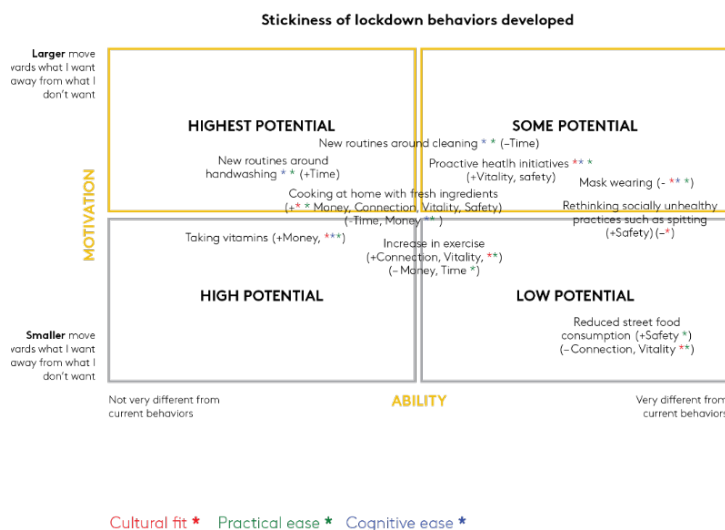 Stickiness of lockdown behaviors developed
Larger move
vards what I want
away from what I
don't want
HIGHEST POTENTIAL
SOME POTENTIAL
New routines around cleaning * * (–Time)
New routines around
handwashing * * (+Time)
Proactive heatlh initiatives ***
(+Vitality, safety)
Mask wearing (- ***)
Cooking at home with fresh ingredients
(+* * Money, Connection, Vitality, Safety)
(-Time, Money ** )
Rethinking socially unhealthy
practices such as spitting
(+Safety) (–*)
MOTIVATION
Taking vitamins (+Money, ***)
Increase in exercise
(+Connection, Vitality, **)
(– Money, Time *)
HIGH POTENTIAL
LOW POTENTIAL
Reduced street food
consumption (+Safety *)
(–Connection, Vitality **)
Smaller move
vards what I want
away from what I
don't want
Not very different from
current behaviors
ABILITY
Very different from
current behaviors
Cultural fit * Practical ease * Cognitive ease *